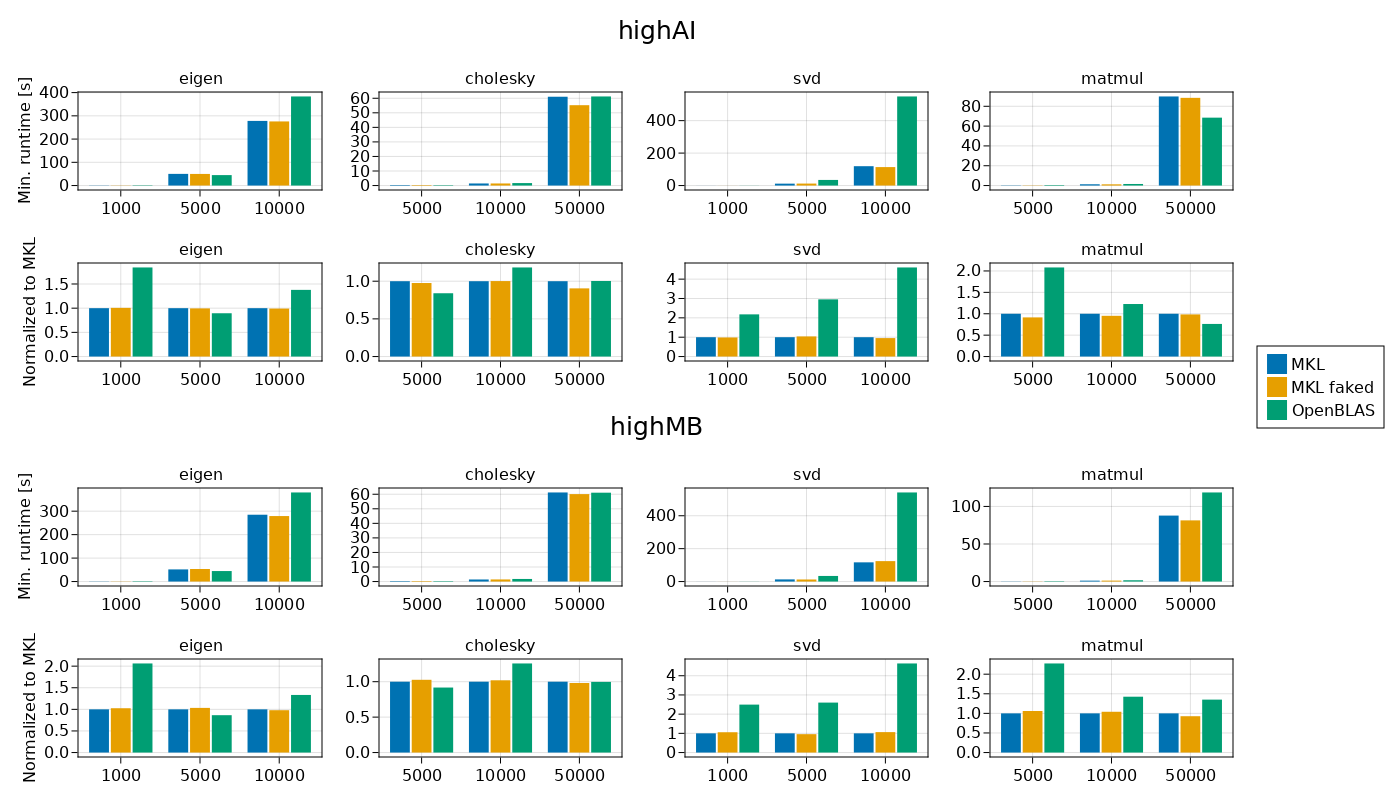 highAI
eigen cholesky svd matmul
Min. runtime [s]
400 300 200 100 0
60 50 40 30 20 10 0
400 200 0
80 60 40 20 0
1000 5000 10000 5000 10000 50000 1000 5000 10000 5000 10000 50000
eigen cholesky svd matmul
Normalized to MKL
1.5 1.0 0.5 0.0
1.0 0.5 0.0
4 3 2 1 0
2.0 1.5 1.0 0.5 0.0
1000 5000 10000 5000 10000 50000 1000 5000 10000 5000 10000 50000
MKL
MKL faked
OpenBLAS
highMB
eigen cholesky svd matmul
Min. runtime [s]
300 200 100 0
60 50 40 30 20 10 0
400 200 0
100 50 0
1000 5000 10000 5000 10000 50000 1000 5000 10000 5000 10000 50000
eigen cholesky svd matmul
Normalized to MKL
2.0 1.5 1.0 0.5 0.0
1.0 0.5 0.0
4 3 2 1 0
2.0 1.5 1.0 0.5 0.0
1000 5000 10000 5000 10000 50000 1000 5000 10000 5000 10000 50000